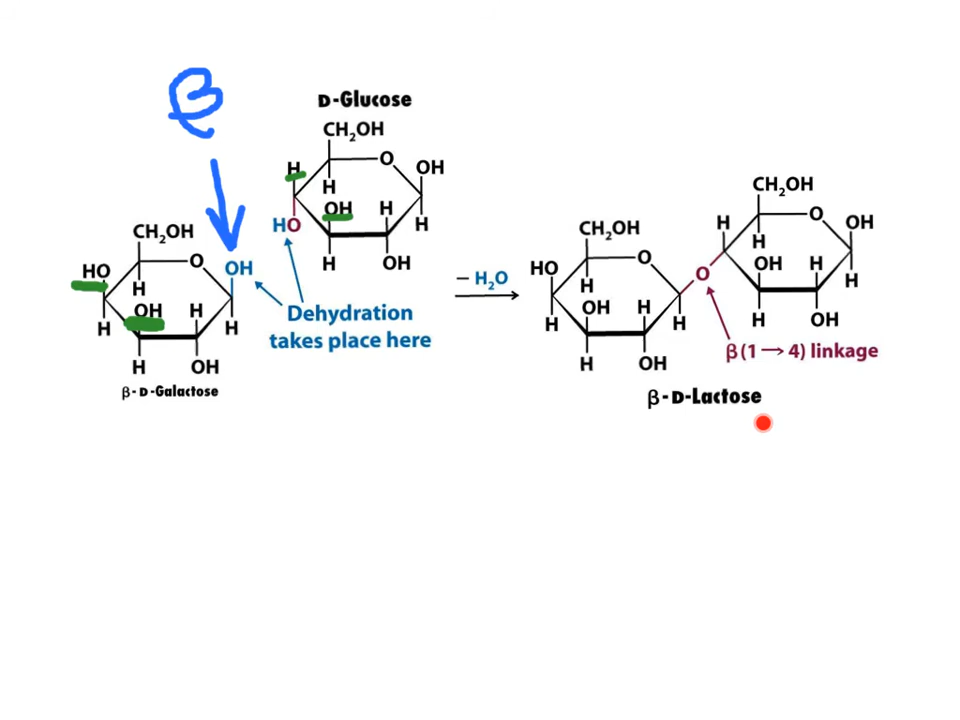 β
D-Glucose
CH₂OH
H
O
OH
H
OH
H
HO
H
H
OH
CH₂OH
HO
O
OH
H
OH
H
H
H
H
OH
β-D-Galactose
Dehydration
takes place here
− H₂O
CH₂OH
HO
O
H
OH
H
H
H
H
OH
O
CH₂OH
H
O
OH
H
OH
H
H
H
OH
β(1 → 4) linkage
β-D-Lactose